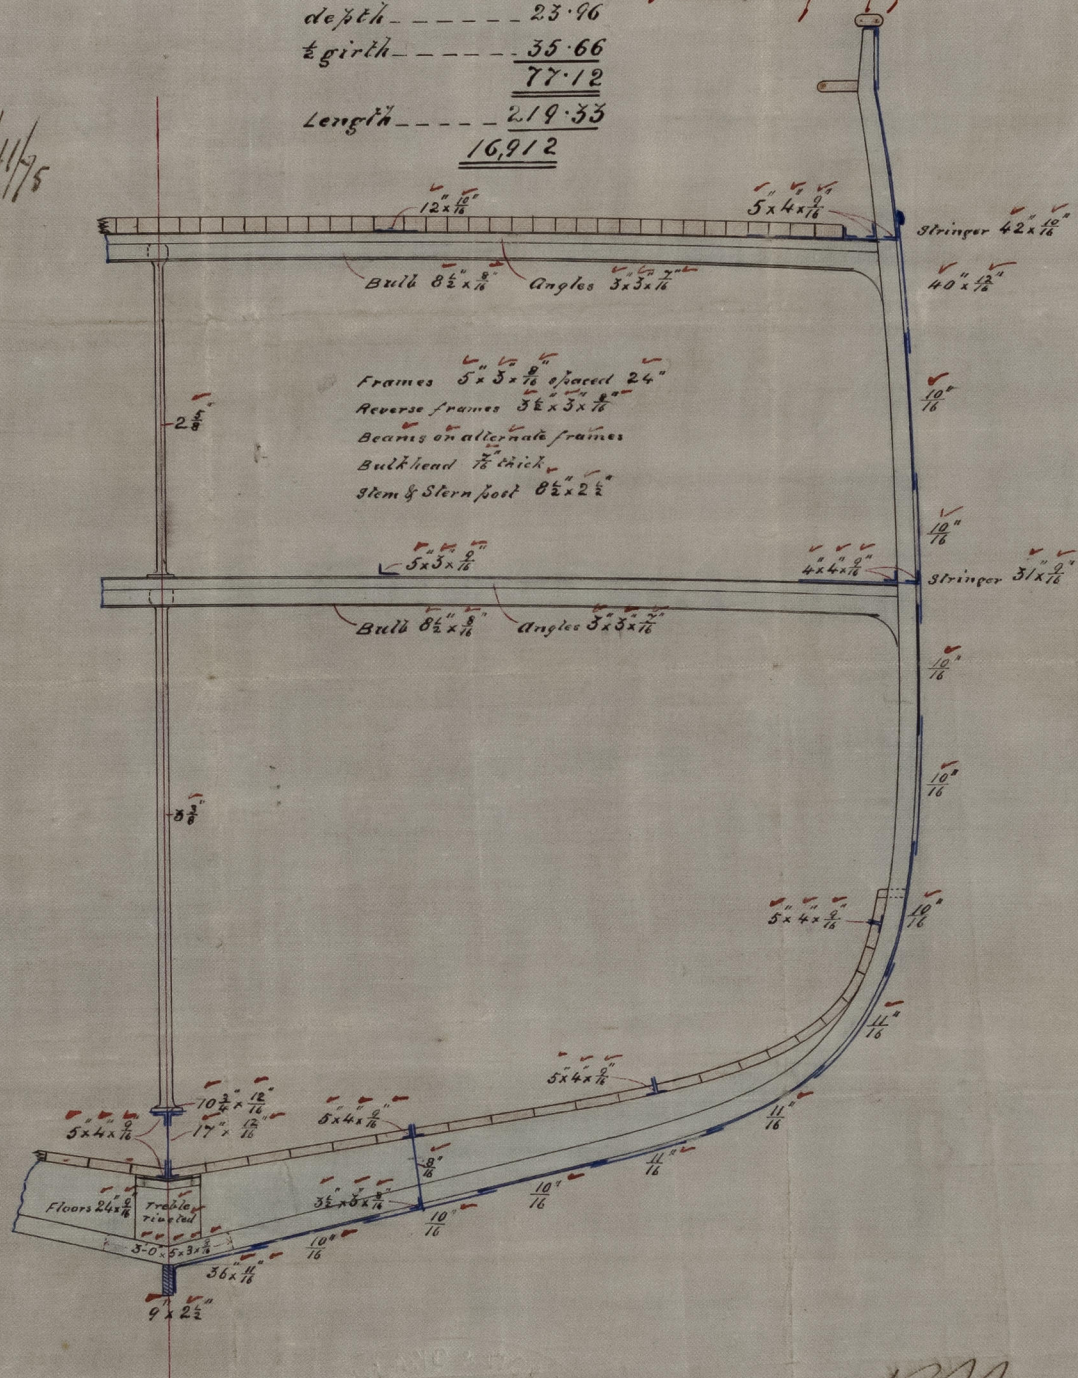 depth 23.96
½ girth 35.66
77.12
Length 219.33
16,912
11/95
12" x 10/16"
5" x 4" x 9/16"
Stringer 42" x 10/16"
Bulb 8½" x 8/16"
Angles 3" x 3" x 7/16"
40" x 12/16"
Frames 5" x 3" x 8/16" spaced 24"
10/16"
Reverse frames 3½" x 3" x 8/16"
2 5/8"
Beams on alternate frames
Bulkhead 7/16" thick
Stem & Stern post 8½" x 2½"
10/16"
5" x 3" x 9/16"
4" x 4" x 9/16"
Stringer 31" x 9/16"
Bulb 8½" x 8/16"
Angles 3" x 3" x 7/16"
10/16"
10/16"
3 3/8"
5" x 4" x 9/16"
10/16"
11/16"
5" x 4" x 9/16"
10¾" x 12/16"
5" x 4" x 9/16"
17" x 12/16"
5" x 4" x 9/16"
11/16"
11/16"
8/16"
Floors 24" x 9/16"
Treble
riveted
3½" x 3" x 8/16"
10/16"
10/16"
3'-0" x 5 x 3 x 9/16"
10/16"
36" x 11/16"
9" x 2½"